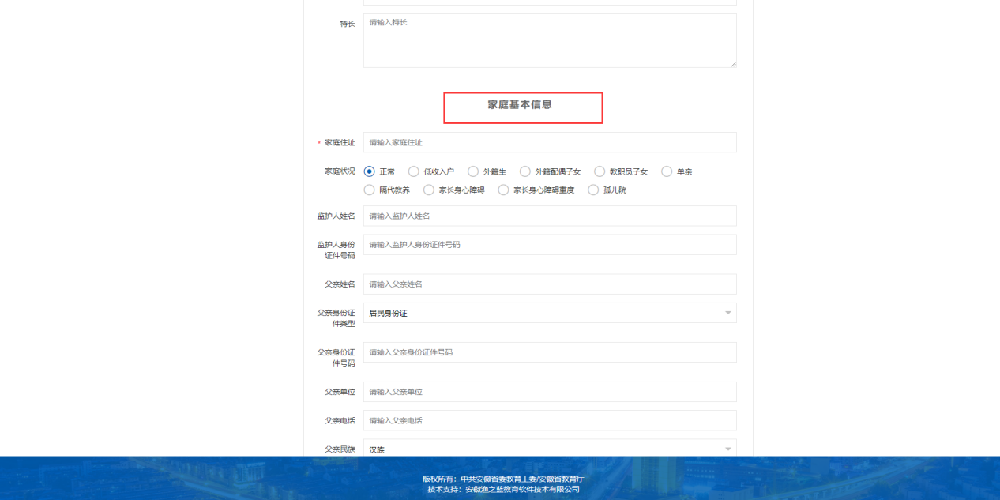 特长
请输入特长
家庭基本信息
* 家庭住址
请输入家庭住址
家庭状况
正常 低收入户 外籍生 外籍配偶子女 教职员子女 单亲
隔代教养 家长身心障碍 家长身心障碍重度 孤儿院
监护人姓名
请输入监护人姓名
监护人身份
证件号码
请输入监护人身份证件号码
父亲姓名
请输入父亲姓名
父亲身份证
件类型
居民身份证
父亲身份证
件号码
请输入父亲身份证件号码
父亲单位
请输入父亲单位
父亲电话
请输入父亲电话
父亲民族
汉族
版权所有：中共安徽省委教育工委/安徽省教育厅
技术支持：安徽渔之蓝教育软件技术有限公司